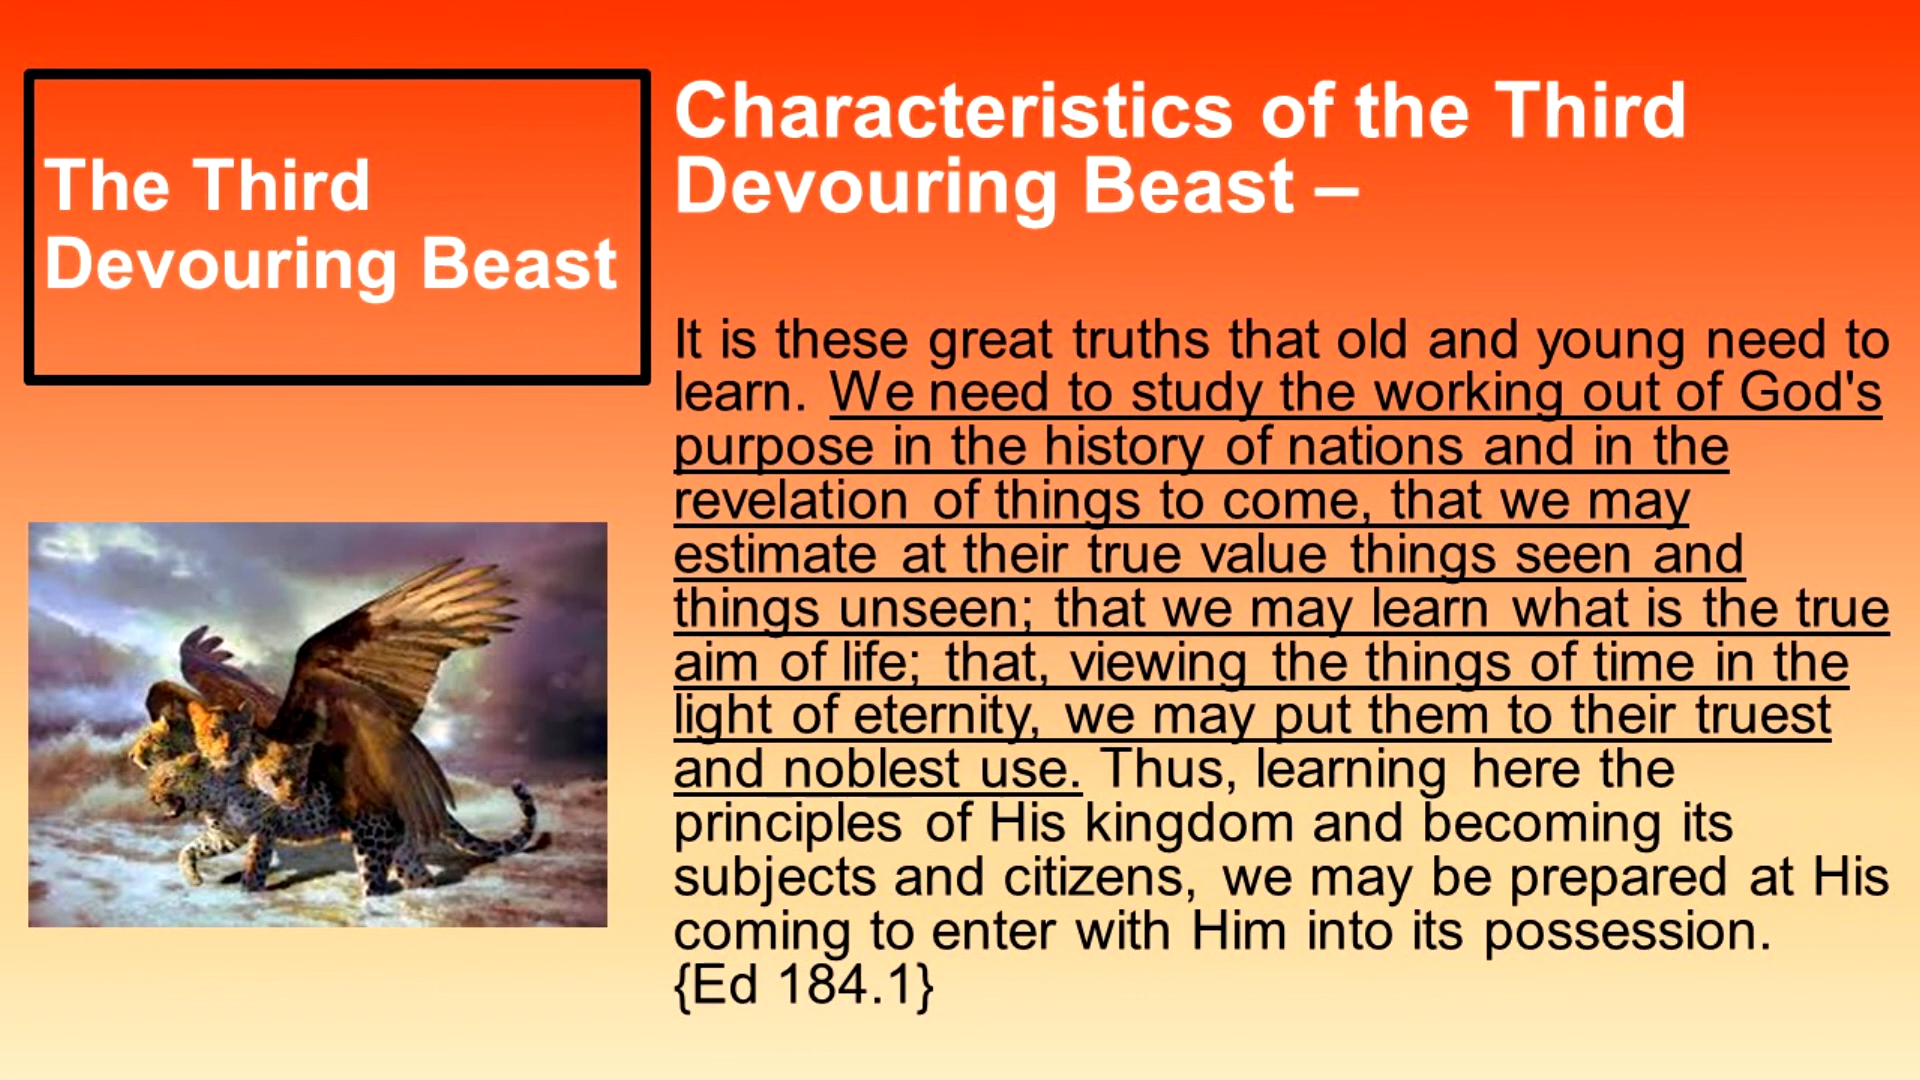 The Third
Devouring Beast
Characteristics of the Third
Devouring Beast –
It is these great truths that old and young need to
learn. We need to study the working out of God's
purpose in the history of nations and in the
revelation of things to come, that we may
estimate at their true value things seen and
things unseen; that we may learn what is the true
aim of life; that, viewing the things of time in the
light of eternity, we may put them to their truest
and noblest use. Thus, learning here the
principles of His kingdom and becoming its
subjects and citizens, we may be prepared at His
coming to enter with Him into its possession.
{Ed 184.1}